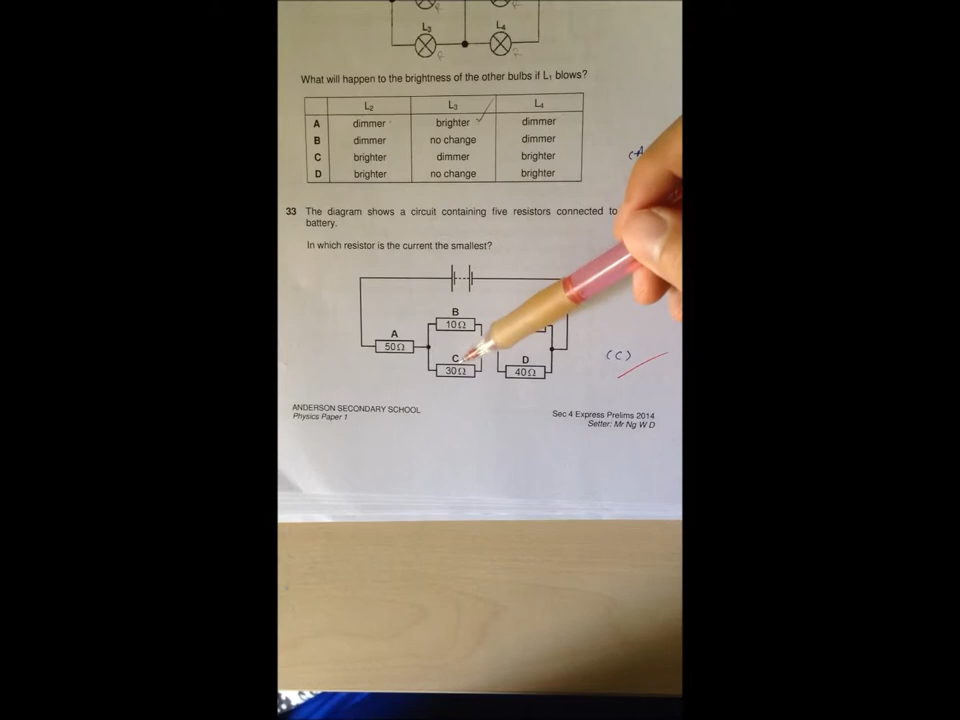 L₃ L₄
R R
What will happen to the brightness of the other bulbs if L₁ blows?
L₂ L₃ L₄
A dimmer brighter ✓ dimmer
B dimmer no change dimmer
C brighter dimmer brighter
D brighter no change brighter
(A
33 The diagram shows a circuit containing five resistors connected to
battery.
In which resistor is the current the smallest?
B
10Ω
A
50Ω
C
30Ω
D
40Ω
(C)
ANDERSON SECONDARY SCHOOL
Physics Paper 1
Sec 4 Express Prelims 2014
Setter: Mr Ng W D